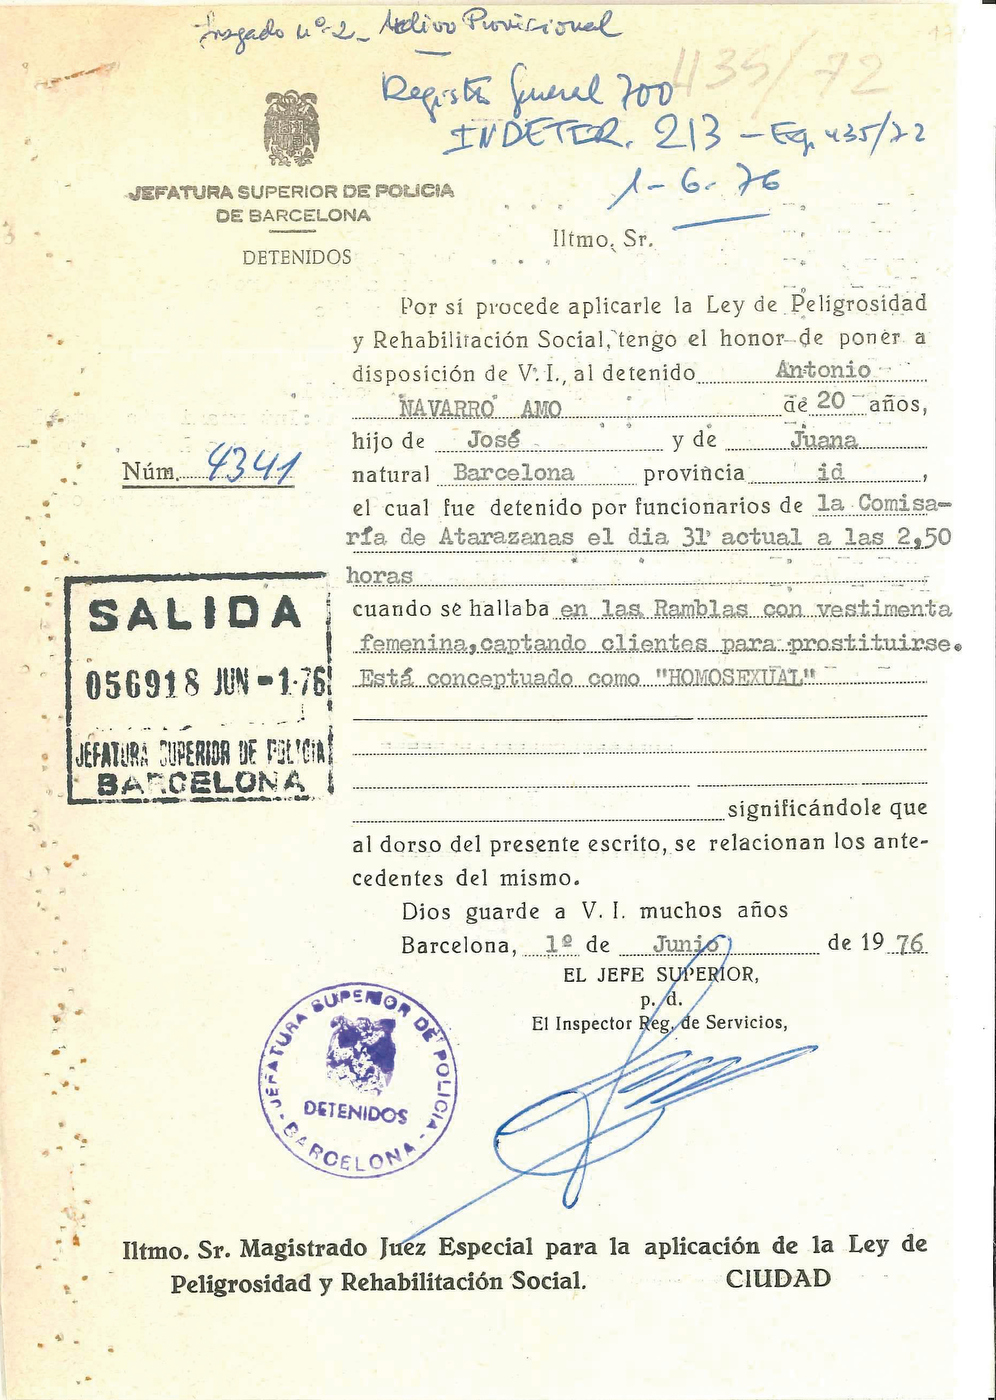 Juzgado nº 2 - Archivo Provisional
435/72
Registro General 700
INDETER. 213 - Eq. 435/72
1-6-76
JEFATURA SUPERIOR DE POLICIA
DE BARCELONA
DETENIDOS
Iltmo. Sr.
Por si procede aplicarle la Ley de Peligrosidad
y Rehabilitación Social, tengo el honor de poner a
disposición de V. I., al detenido Antonio
NAVARRO AMO de 20 años,
hijo de José y de Juana
Núm. 4341
natural Barcelona provincia id ,
el cual fue detenido por funcionarios de la Comisa-
ría de Atarazanas el dia 31 actual a las 2,50
horas
cuando se hallaba en las Ramblas con vestimenta
femenina, captando clientes para prostituirse.
Está conceptuado como "HOMOSEXUAL"
SALIDA
056918 JUN -1-76
JEFATURA SUPERIOR DE POLICIA
BARCELONA
significándole que
al dorso del presente escrito, se relacionan los ante-
cedentes del mismo.
Dios guarde a V. I. muchos años
Barcelona, 1º de Junio de 1976
EL JEFE SUPERIOR,
p. d.
El Inspector Reg. de Servicios,
JEFATURA SUPERIOR DE POLICIA - BARCELONA -
DETENIDOS
Iltmo. Sr. Magistrado Juez Especial para la aplicación de la Ley de
Peligrosidad y Rehabilitación Social. CIUDAD